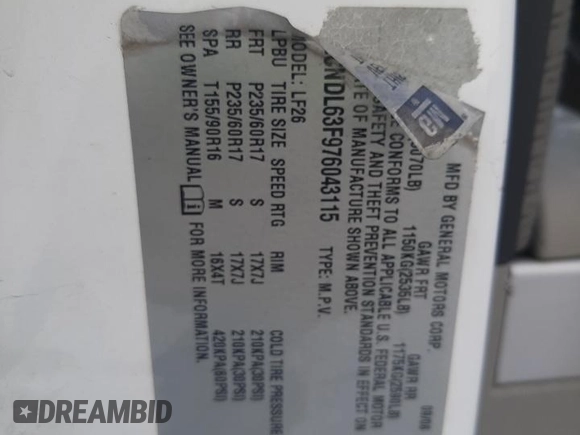 MFD BY GENERAL MOTORS CORP.
GAWR FRT GAWR RR
1150KG(2535LB)
CONFORMS TO ALL APPLICABLE U.S. FEDERAL MOTOR
SAFETY AND THEFT PREVENTION STANDARDS IN EFFECT ON
OF MANUFACTURE SHOWN ABOVE.
NDL63F976043115 TYPE: M.P.V.
MODEL: LF26
LPBU TIRE SIZE SPEED RTG RIM COLD TIRE PRESSURE
FRT P235/60R17 S 17X7J 210KPA(30PSI)
RR P235/60R17 S 17X7J 210KPA(30PSI)
SPA T155/90R16 M 16X4T 420KPA(60PSI)
SEE OWNER'S MANUAL FOR MORE INFORMATION.
DREAMBID